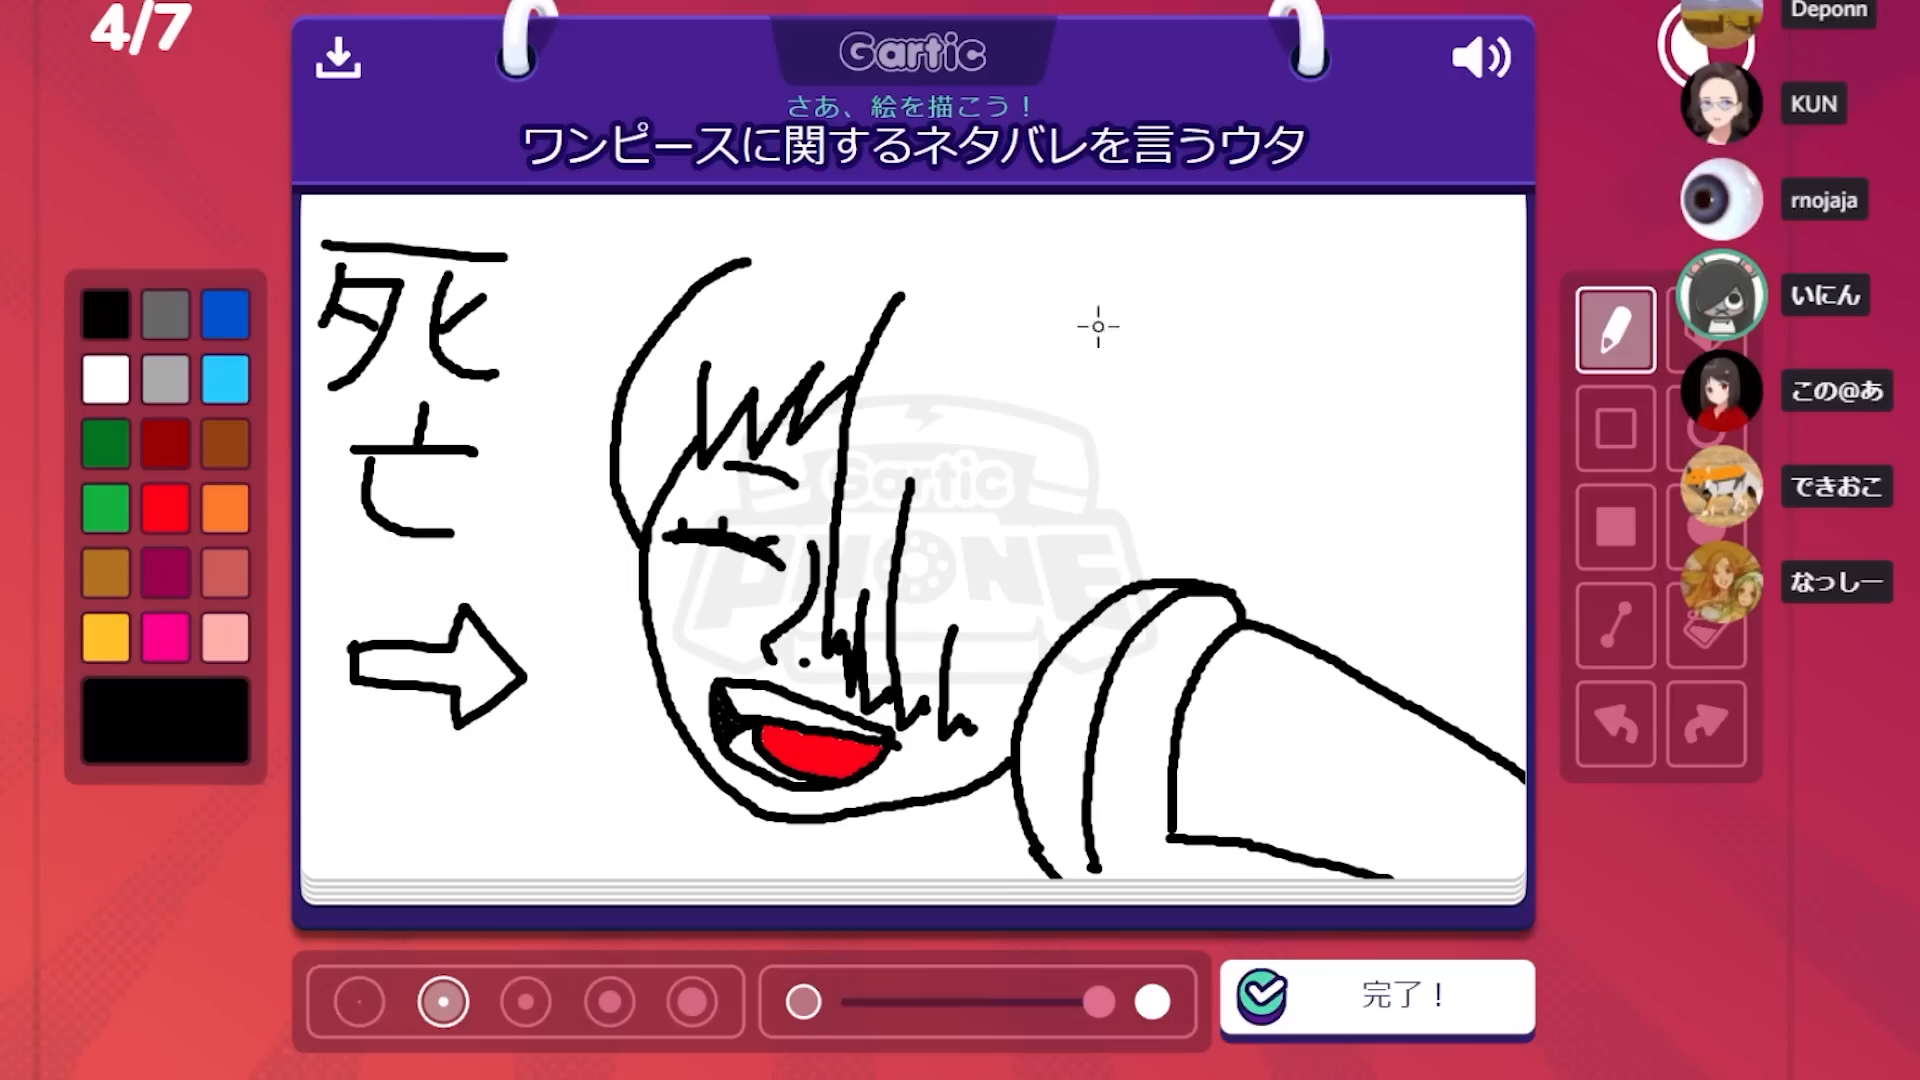 4/7
Gartic
さあ、絵を描こう！
ワンピースに関するネタバレを言うウタ
死
亡
Gartic
PHONE
完了！
Deponn
KUN
rnojaja
いにん
この@あ
できおこ
なっしー